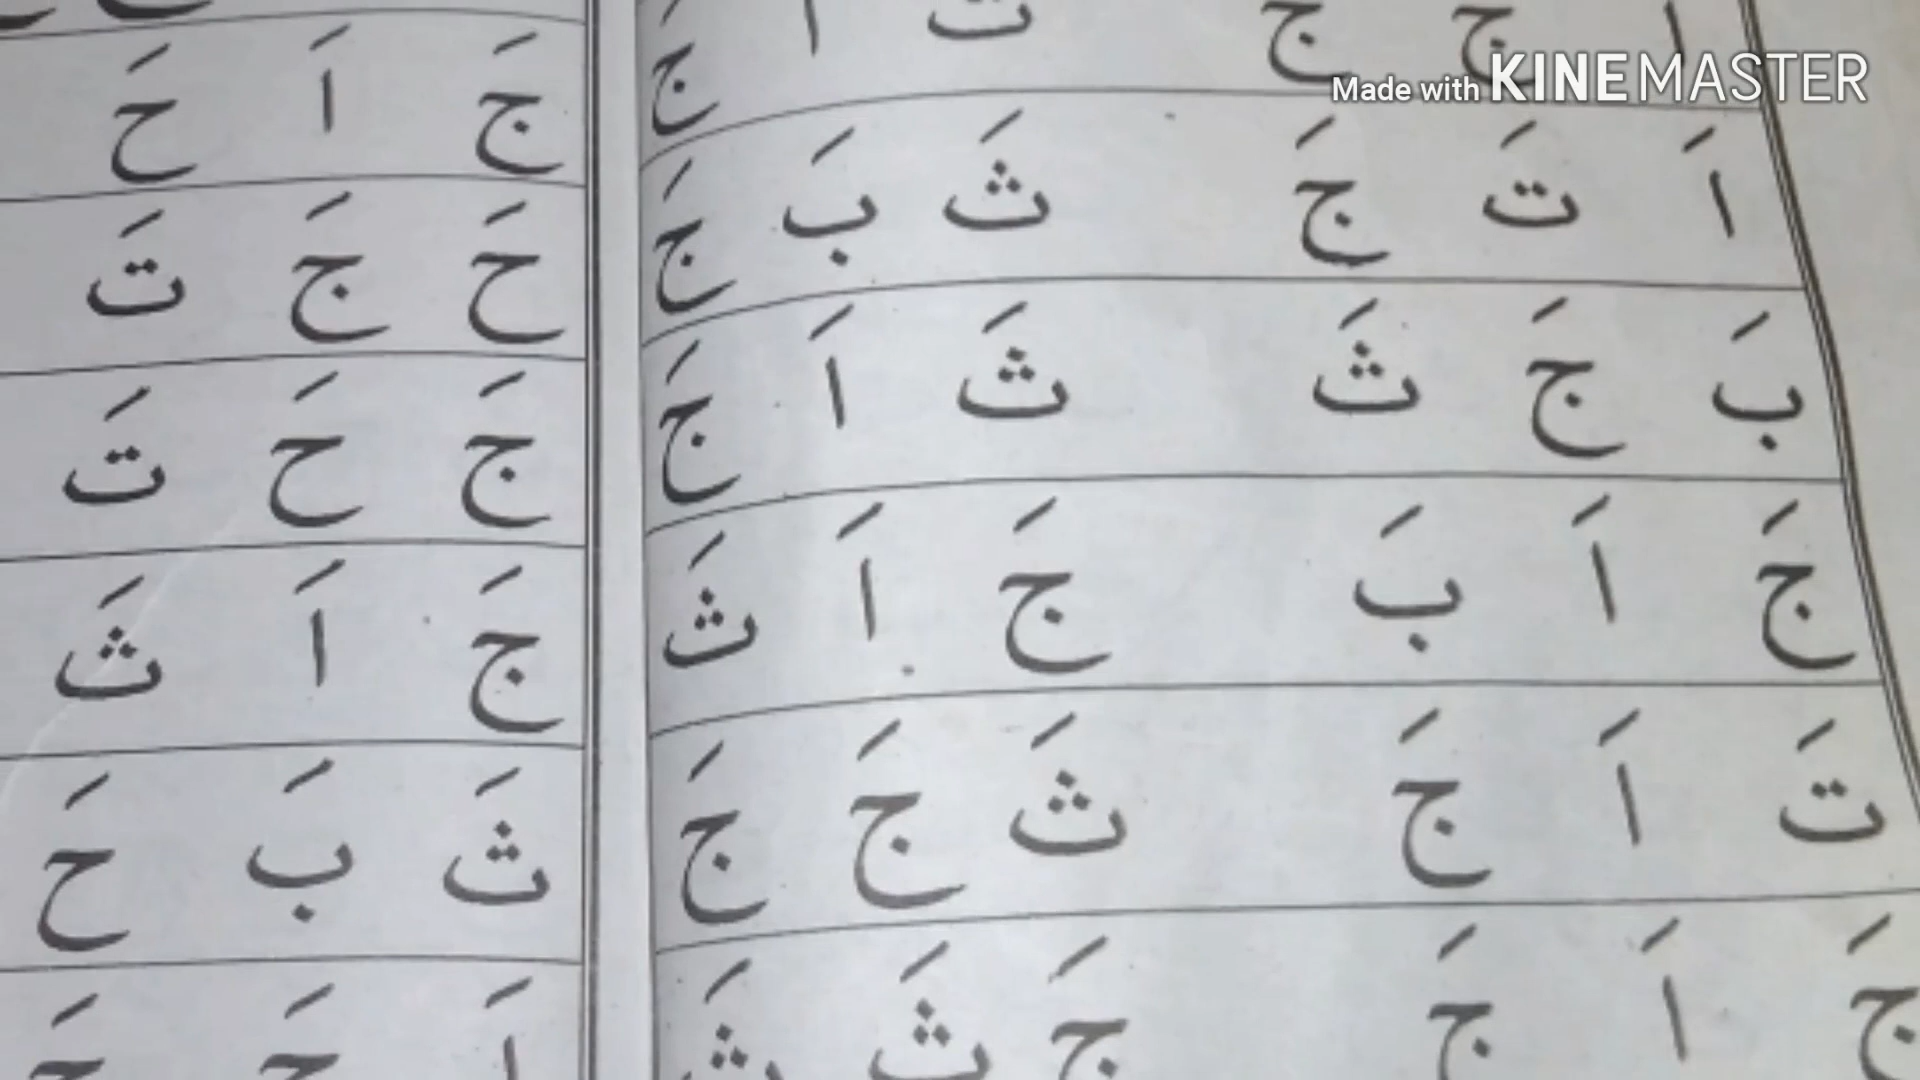 Made with KINEMASTER
ا ج ج ا جَ
اَ تَ جَ ثَ بَ جَ
بَ جَ ثَ ثَ اَ جَ
جَ اَ بَ جَ اَ ثَ
تَ اَ جَ ثَ جَ جَ
جَ اَ جَ جَ ثَ ثَ
جَ اَ حَ
حَ جَ تَ
جَ حَ تَ
جَ اَ ثَ
ثَ بَ حَ
اَ